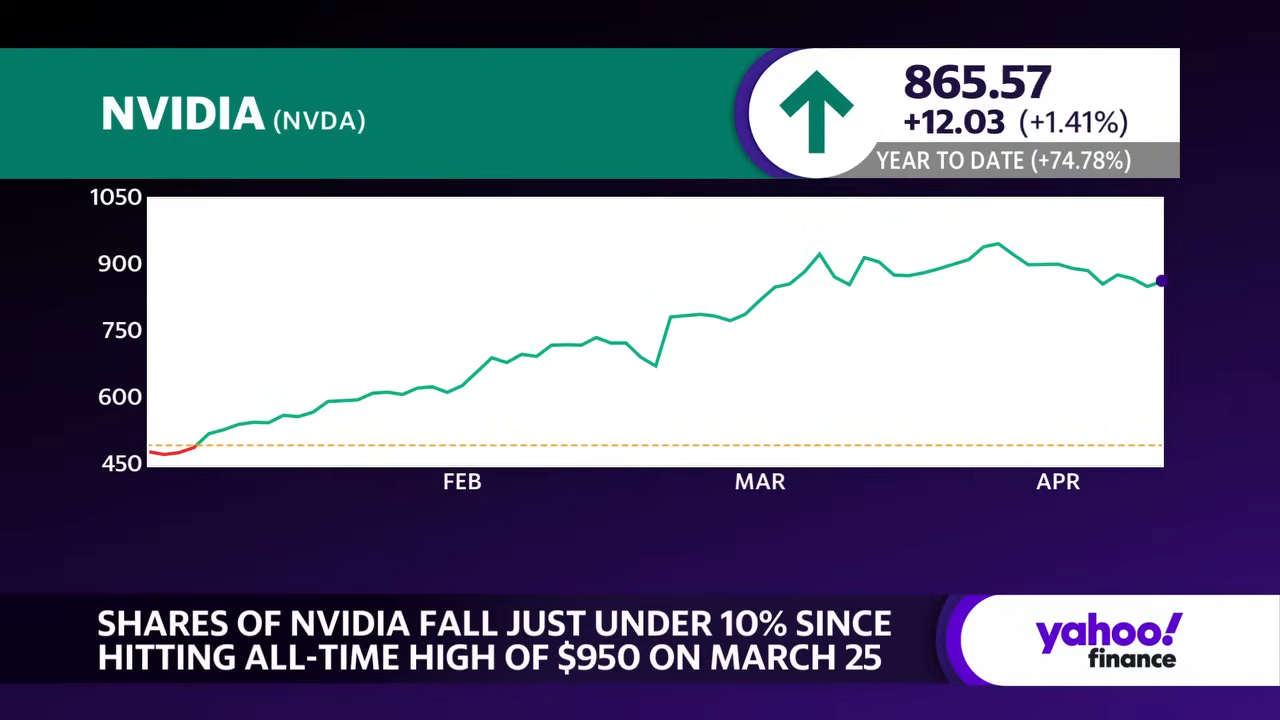 NVIDIA (NVDA)
865.57
+12.03 (+1.41%)
YEAR TO DATE (+74.78%)
1050
900
750
600
450
FEB MAR APR
SHARES OF NVIDIA FALL JUST UNDER 10% SINCE
HITTING ALL-TIME HIGH OF $950 ON MARCH 25
yahoo!
finance